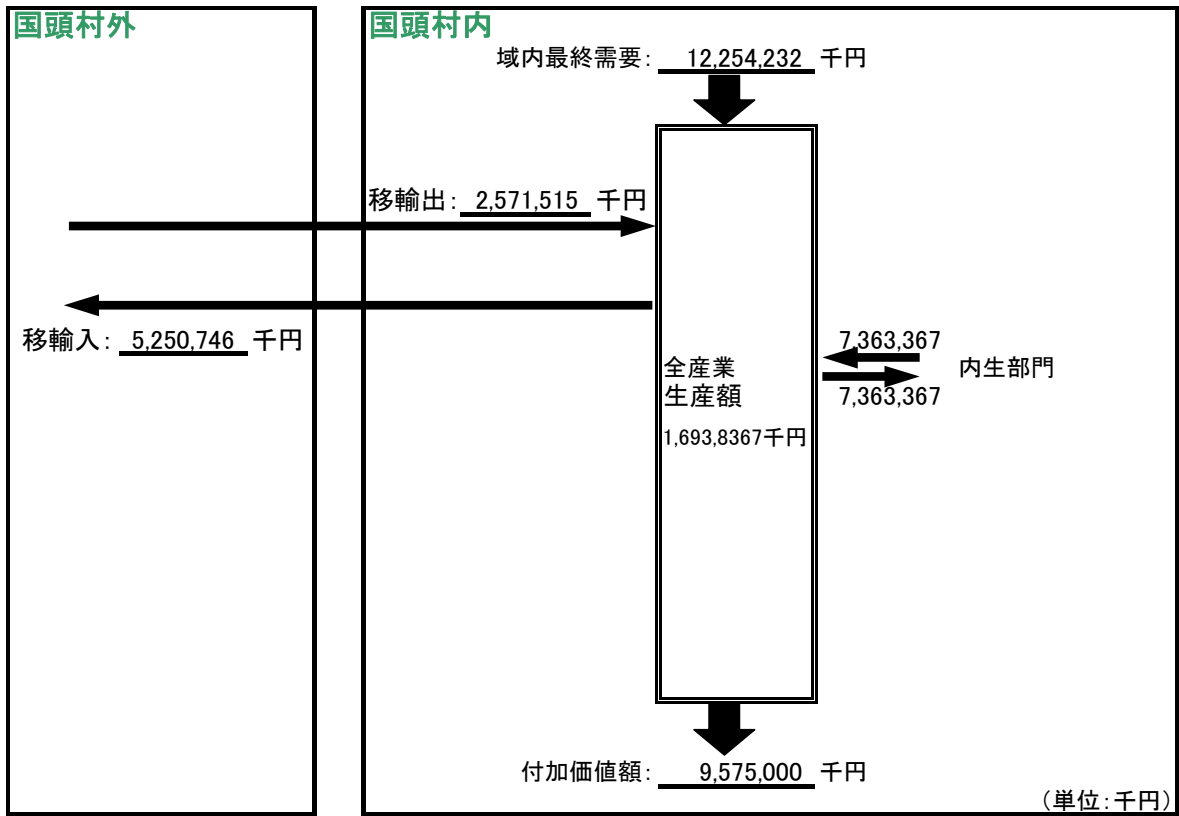 国頭村外
国頭村内
域内最終需要: 12,254,232 千円
移輸出: 2,571,515 千円
移輸入: 5,250,746 千円
7,363,367
内生部門
7,363,367
全産業
生産額
1,693,8367千円
付加価値額: 9,575,000 千円
(単位:千円)